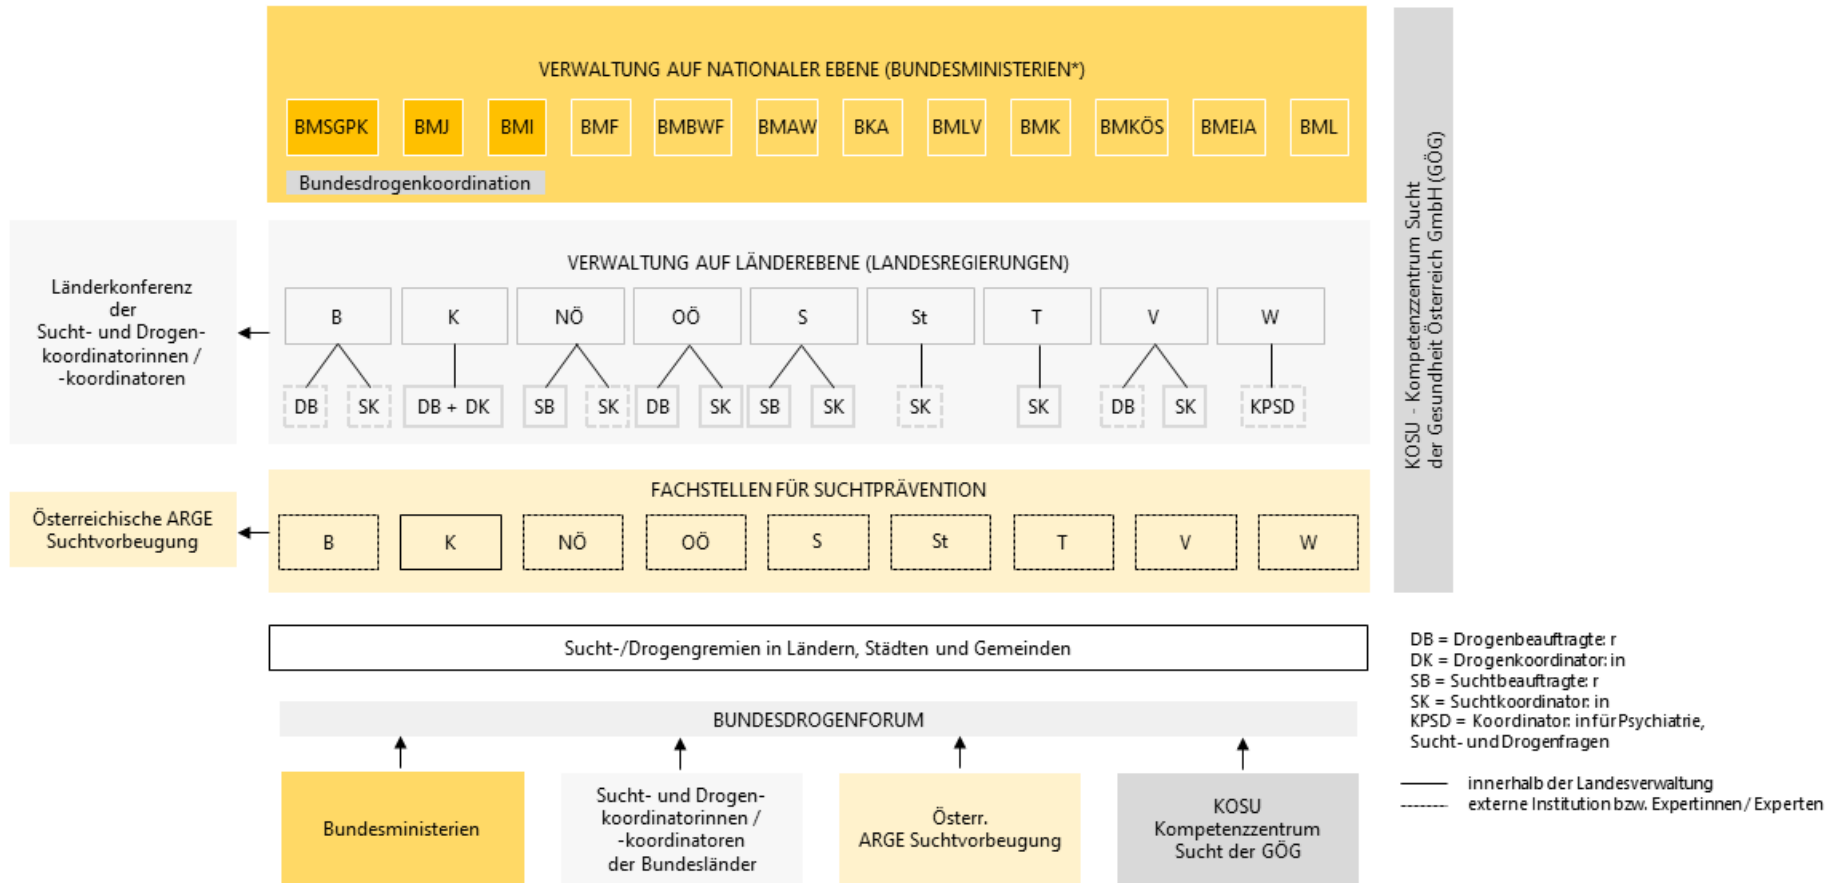 VERWALTUNG AUF NATIONALER EBENE (BUNDESMINISTERIEN*)
BMSGPK BMJ BMI BMF BMBWF BMAW BKA BMLV BMK BMKÖS BMEIA BML
Bundesdrogenkoordination
KOSU - Kompetenzzentrum Sucht
der Gesundheit Österreich GmbH (GÖG)
Länderkonferenz
der
Sucht- und Drogen-
koordinatorinnen /
-koordinatoren
VERWALTUNG AUF LÄNDEREBENE (LANDESREGIERUNGEN)
B K NÖ OÖ S St T V W
DB SK DB + DK SB SK DB SK SB SK SK SK DB SK KPSD
Österreichische ARGE
Suchtvorbeugung
FACHSTELLEN FÜR SUCHTPRÄVENTION
B K NÖ OÖ S St T V W
Sucht-/Drogengremien in Ländern, Städten und Gemeinden
BUNDESDROGENFORUM
Bundesministerien
Sucht- und Drogen-
koordinatorinnen /
-koordinatoren
der Bundesländer
Österr.
ARGE Suchtvorbeugung
KOSU
Kompetenzzentrum
Sucht der GÖG
DB = Drogenbeauftragte: r
DK = Drogenkoordinator: in
SB = Suchtbeauftragte: r
SK = Suchtkoordinator: in
KPSD = Koordinator: in für Psychiatrie,
Sucht- und Drogenfragen
innerhalb der Landesverwaltung
externe Institution bzw. Expertinnen / Experten